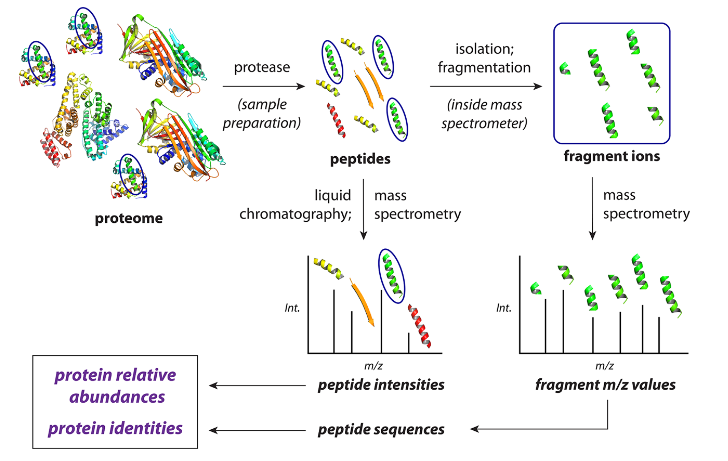 protease
(sample
preparation)
isolation;
fragmentation
(inside mass
spectrometer)
proteome
peptides
fragment ions
liquid
chromatography;
mass
spectrometry
mass
spectrometry
Int.
m/z
Int.
m/z
peptide intensities
fragment m/z values
protein relative
abundances
protein identities
peptide sequences